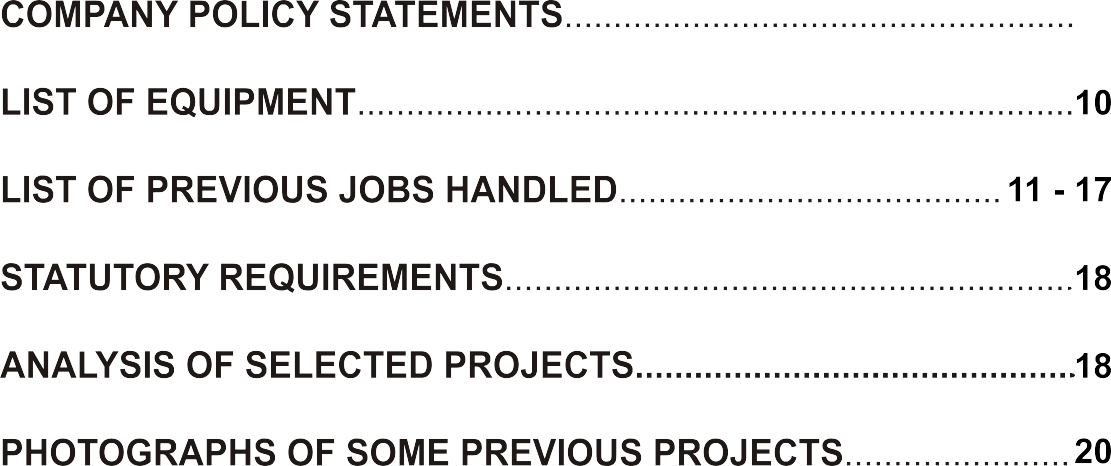 COMPANY POLICY STATEMENTS....................................................
LIST OF EQUIPMENT.........................................................................10
LIST OF PREVIOUS JOBS HANDLED....................................... 11 - 17
STATUTORY REQUIREMENTS..........................................................18
ANALYSIS OF SELECTED PROJECTS.............................................18
PHOTOGRAPHS OF SOME PREVIOUS PROJECTS....................... 20